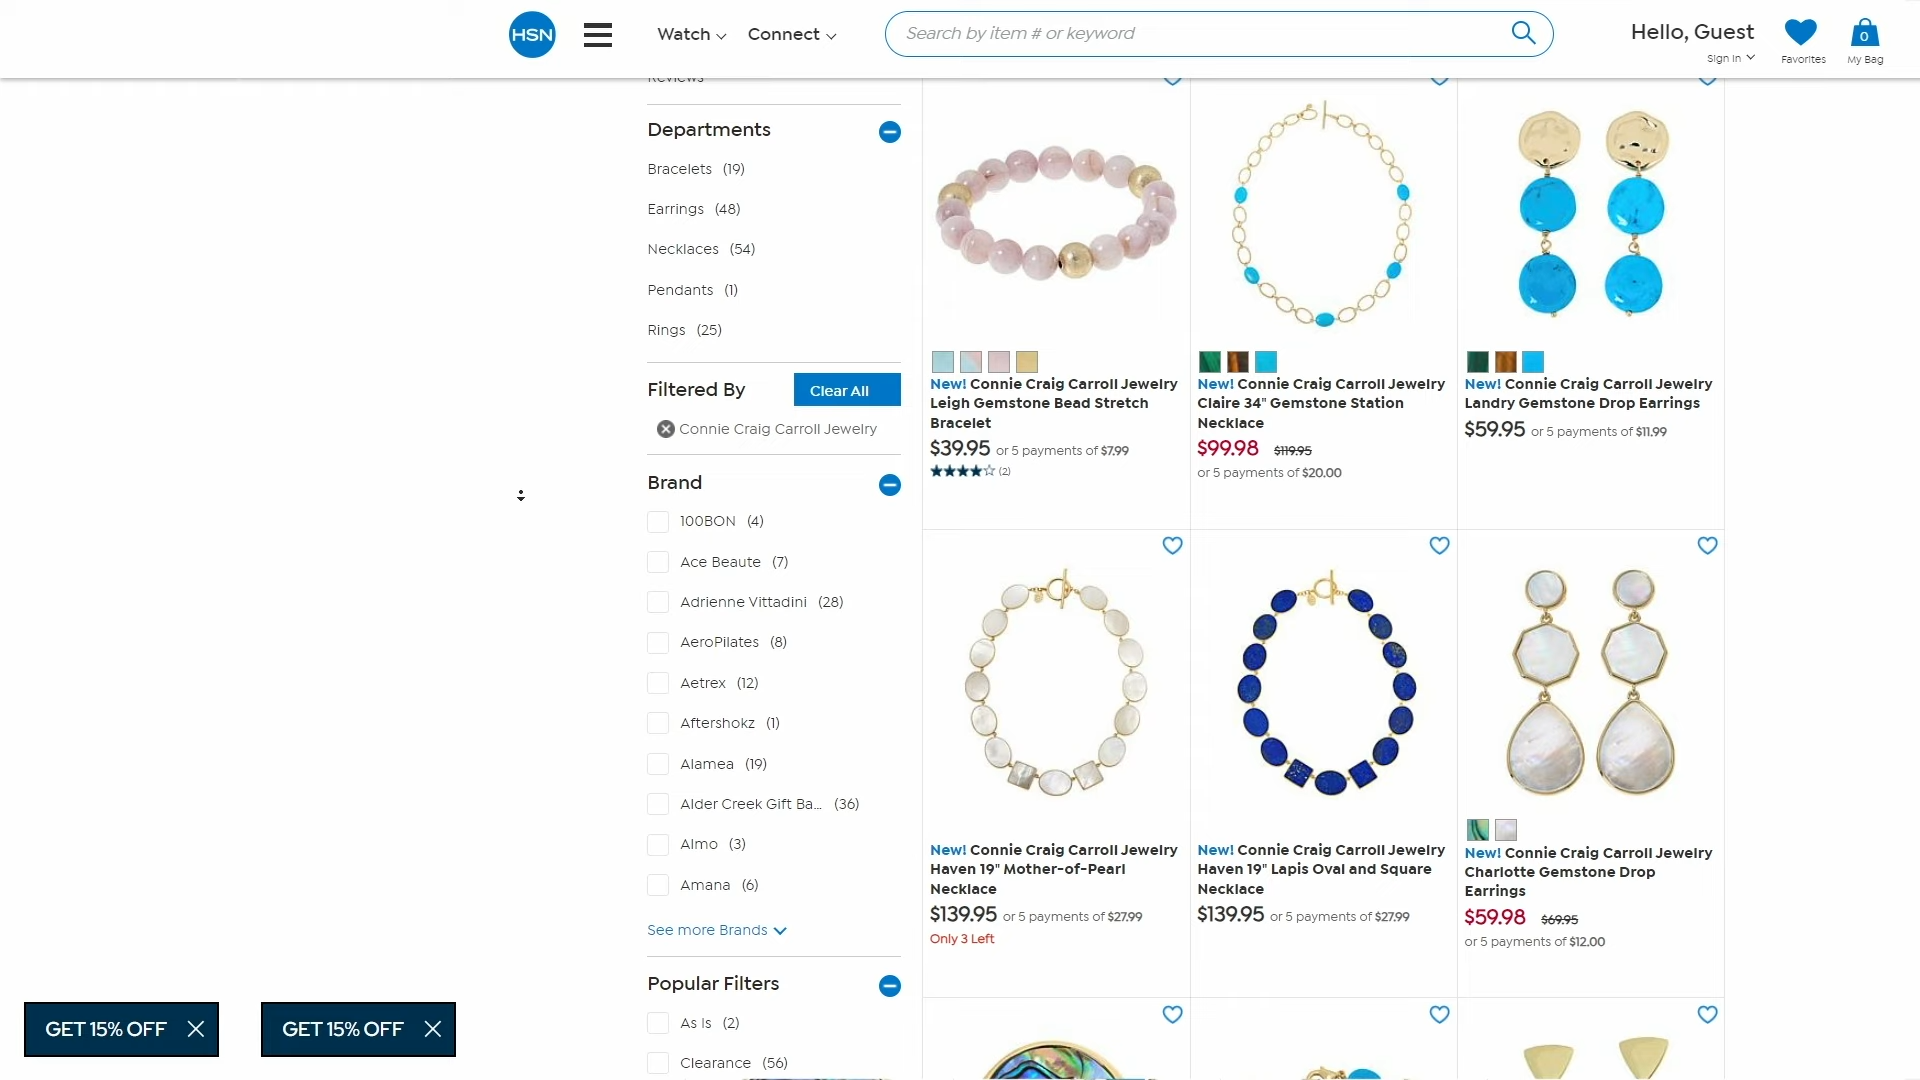 HSN
Watch
Connect
Search by item # or keyword
Hello, Guest
Sign In
Favorites
0
My Bag
Reviews
Departments
Bracelets (19)
Earrings (48)
Necklaces (54)
Pendants (1)
Rings (25)
Filtered By
Clear All
Connie Craig Carroll Jewelry
Brand
100BON (4)
Ace Beaute (7)
Adrienne Vittadini (28)
AeroPilates (8)
Aetrex (12)
Aftershokz (1)
Alamea (19)
Alder Creek Gift Ba... (36)
Almo (3)
Amana (6)
See more Brands
Popular Filters
As Is (2)
Clearance (56)
New! Connie Craig Carroll Jewelry
Leigh Gemstone Bead Stretch
Bracelet
$39.95 or 5 payments of $7.99
(2)
New! Connie Craig Carroll Jewelry
Claire 34" Gemstone Station
Necklace
$99.98 $119.95
or 5 payments of $20.00
New! Connie Craig Carroll Jewelry
Landry Gemstone Drop Earrings
$59.95 or 5 payments of $11.99
New! Connie Craig Carroll Jewelry
Haven 19" Mother-of-Pearl
Necklace
$139.95 or 5 payments of $27.99
Only 3 Left
New! Connie Craig Carroll Jewelry
Haven 19" Lapis Oval and Square
Necklace
$139.95 or 5 payments of $27.99
New! Connie Craig Carroll Jewelry
Charlotte Gemstone Drop
Earrings
$59.98 $69.95
or 5 payments of $12.00
GET 15% OFF
GET 15% OFF